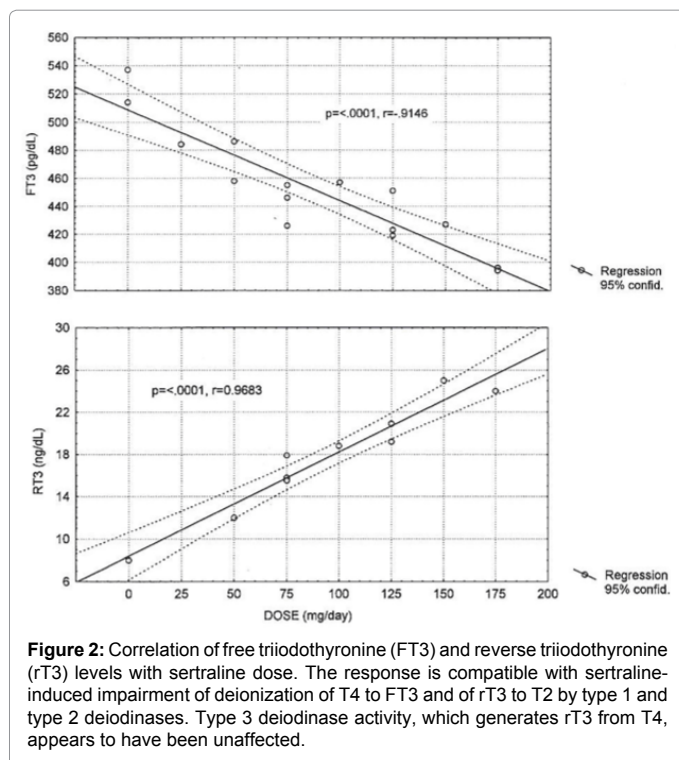 560
540
520
500
480
460
440
420
400
380
FT3 (pg/dL)
p=<.0001, r=-.9146
Regression
95% confid.
30
26
22
18
14
10
6
RT3 (ng/dL)
p=<.0001, r=0.9683
Regression
95% confid.
0 25 50 75 100 125 150 175 200
DOSE (mg/day)
Figure 2: Correlation of free triiodothyronine (FT3) and reverse triiodothyronine
(rT3) levels with sertraline dose. The response is compatible with sertraline-
induced impairment of deionization of T4 to FT3 and of rT3 to T2 by type 1 and
type 2 deiodinases. Type 3 deiodinase activity, which generates rT3 from T4,
appears to have been unaffected.